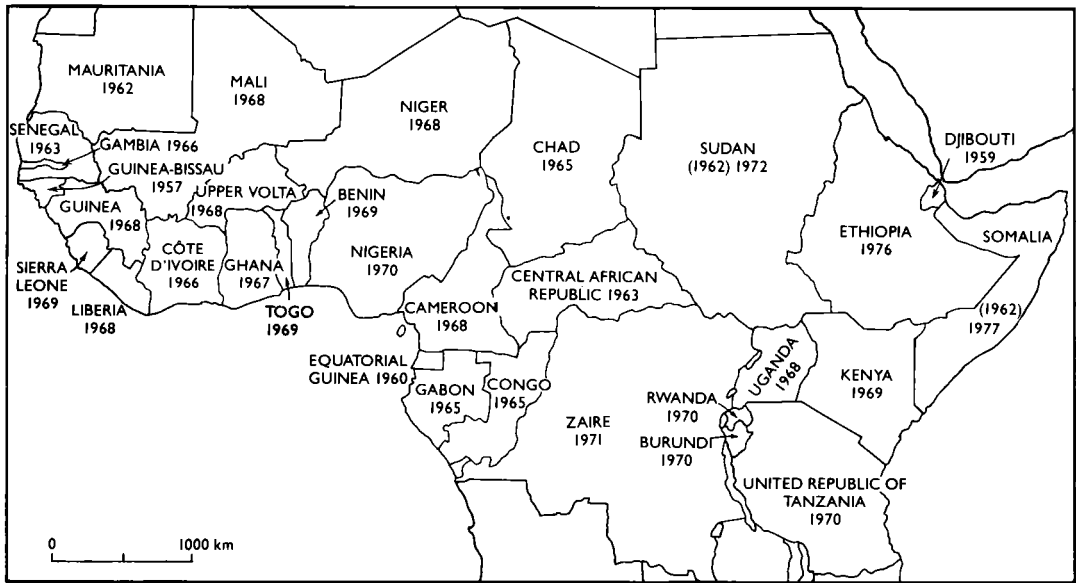 MAURITANIA
1962
MALI
1968
NIGER
1968
CHAD
1965
SUDAN
(1962) 1972
DJIBOUTI
1959
SENEGAL
1963
GAMBIA 1966
GUINEA-BISSAU
1957
UPPER VOLTA
1968
BENIN
1969
GUINEA
1968
SIERRA
LEONE
1969
LIBERIA
1968
CÔTE
D'IVOIRE
1966
GHANA
1967
TOGO
1969
NIGERIA
1970
CAMEROON
1968
CENTRAL AFRICAN
REPUBLIC 1963
ETHIOPIA
1976
SOMALIA
(1962)
1977
EQUATORIAL
GUINEA 1960
GABON
1965
CONGO
1965
ZAIRE
1971
UGANDA
1968
KENYA
1969
RWANDA
1970
BURUNDI
1970
UNITED REPUBLIC OF
TANZANIA
1970
0 1000 km